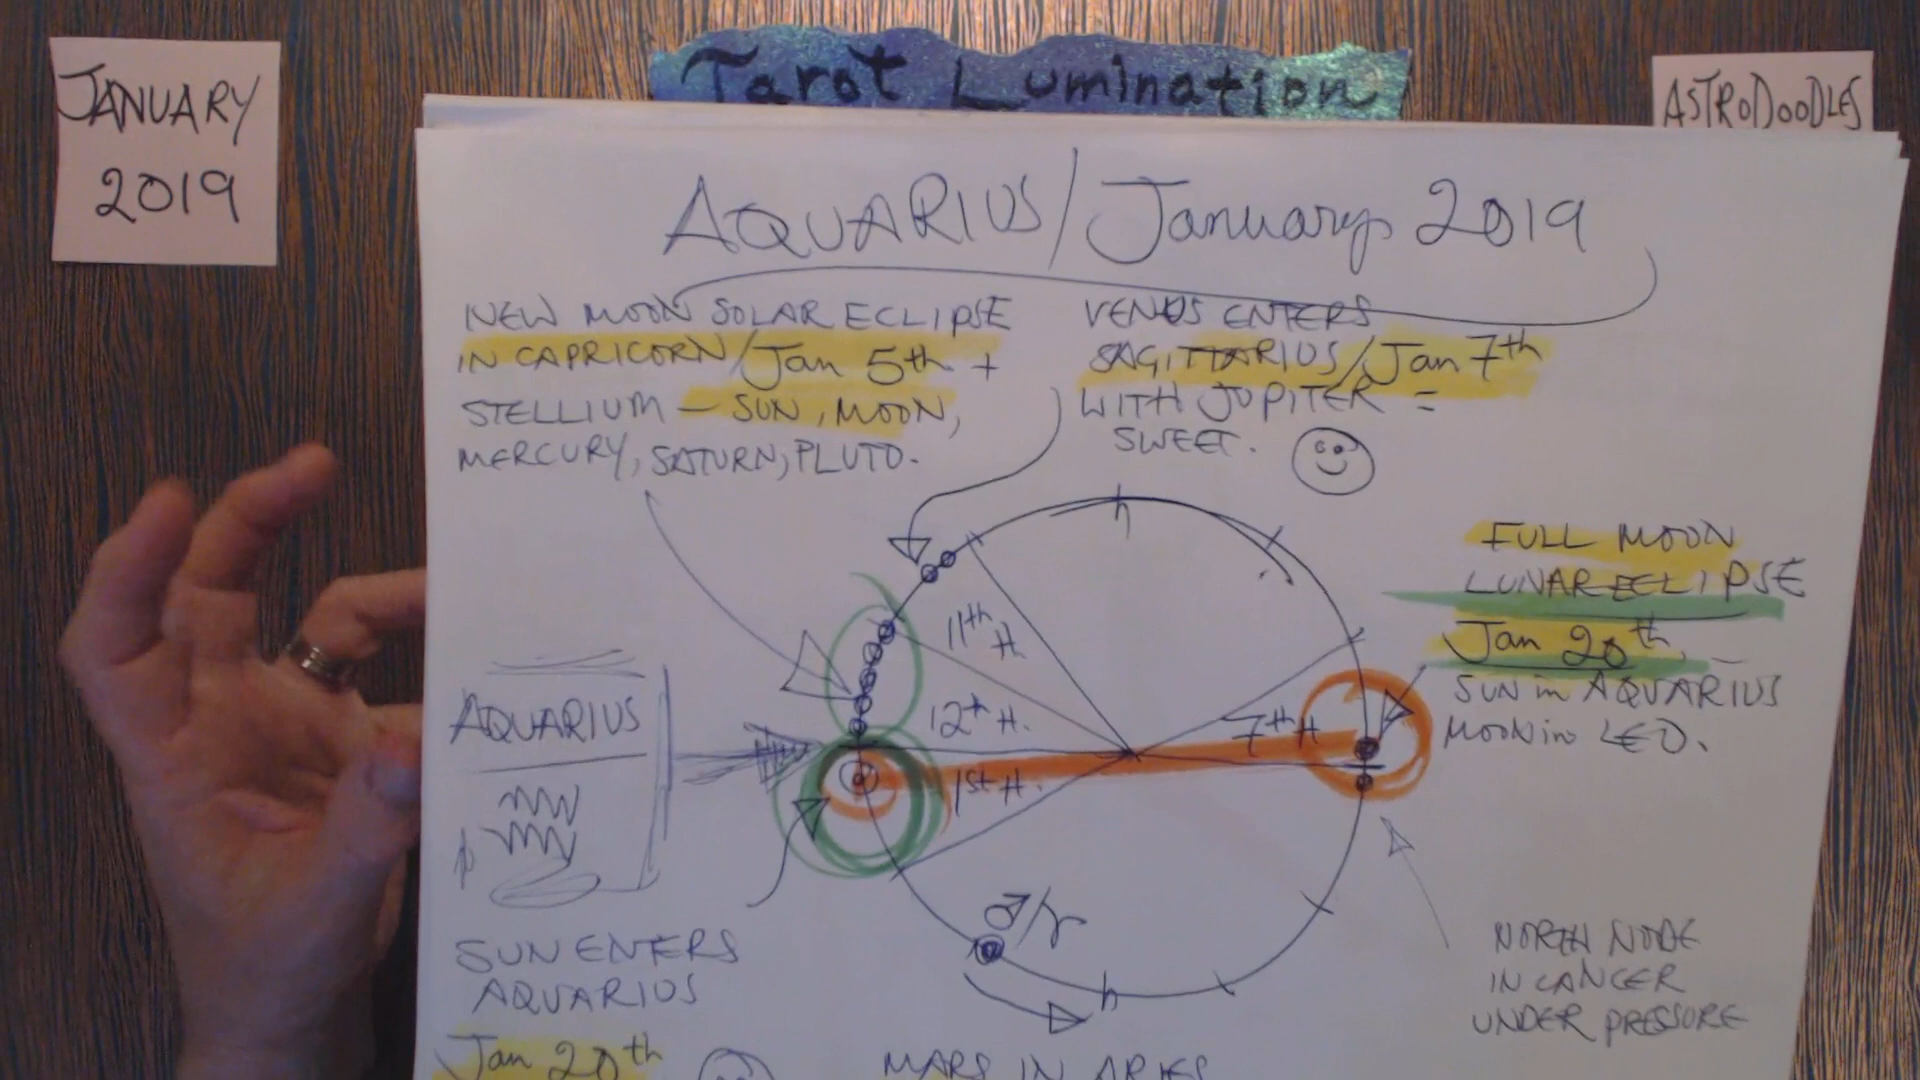 JANUARY
2019
Tarot Lumination
ASTRODOODLES
AQUARIUS/January 2019
NEW MOON SOLAR ECLIPSE
IN CAPRICORN/Jan 5th +
STELLIUM – SUN, MOON,
MERCURY, SATURN, PLUTO.
VENUS ENTERS
SAGITTARIUS/Jan 7th
WITH JUPITER =
SWEET.
FULL MOON
LUNAR ECLIPSE
Jan 20th,
SUN in AQUARIUS
MOON in LEO.
11th H
12th H.
7th H
1st H.
AQUARIUS
♂/♈
SUN ENTERS
AQUARIUS
Jan 20th
NORTH NODE
IN CANCER
UNDER PRESSURE
MARS IN ARIES